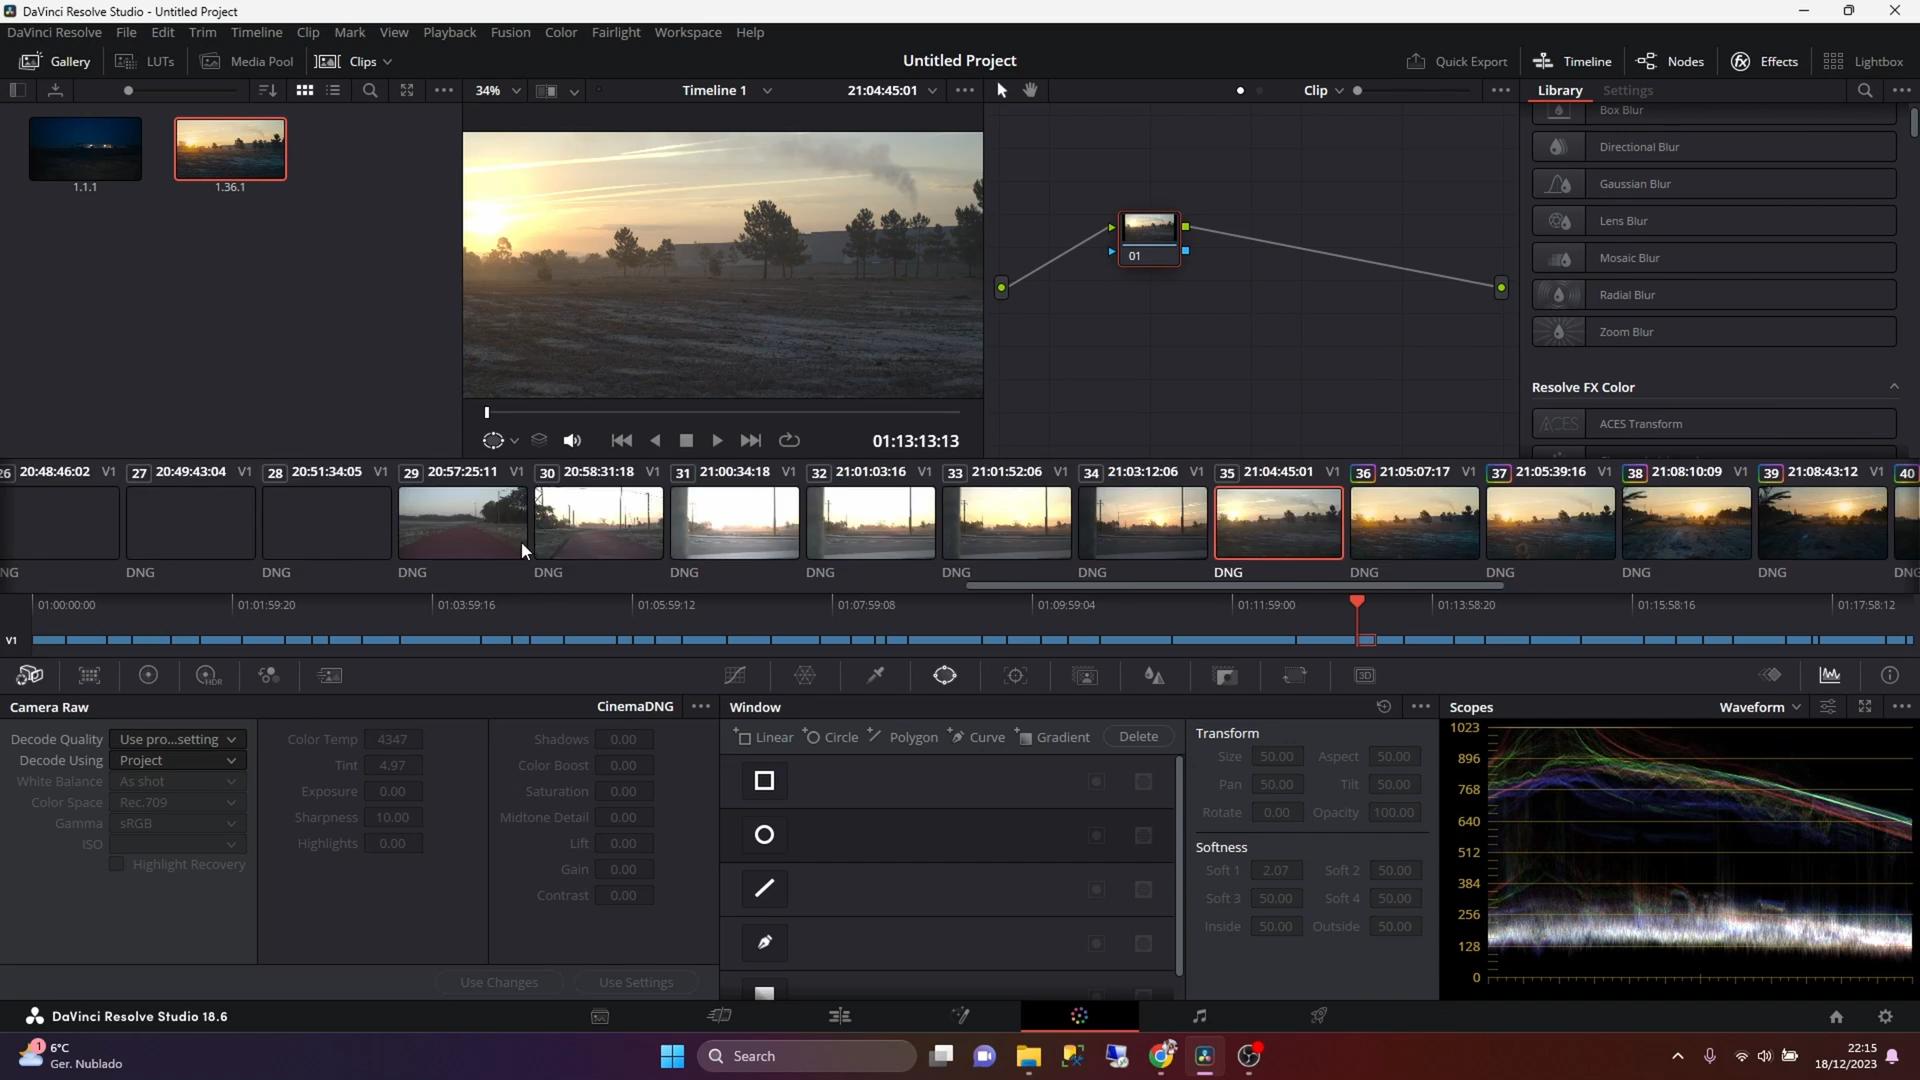 DaVinci Resolve Studio - Untitled Project
DaVinci Resolve File Edit Trim Timeline Clip Mark View Playback Fusion Color Fairlight Workspace Help
Gallery LUTs Media Pool Clips Untitled Project Quick Export Timeline Nodes Effects Lightbox
34% Timeline 1 21:04:45:01 Clip Library Settings
Box Blur
Directional Blur
Gaussian Blur
Lens Blur
Mosaic Blur
Radial Blur
Zoom Blur
Resolve FX Color
ACES ACES Transform
1.1.1 1.36.1
01
01:13:13:13
26 20:48:46:02 V1 27 20:49:43:04 V1 28 20:51:34:05 V1 29 20:57:25:11 V1 30 20:58:31:18 V1 31 21:00:34:18 V1 32 21:01:03:16 V1 33 21:01:52:06 V1 34 21:03:12:06 V1 35 21:04:45:01 V1 36 21:05:07:17 V1 37 21:05:39:16 V1 38 21:08:10:09 V1 39 21:08:43:12 V1 40
NG DNG DNG DNG DNG DNG DNG DNG DNG DNG DNG DNG DNG DNG DNG
01:00:00:00 01:01:59:20 01:03:59:16 01:05:59:12 01:07:59:08 01:09:59:04 01:11:59:00 01:13:58:20 01:15:58:16 01:17:58:12
V1
HDR 3D
Camera Raw CinemaDNG
Decode Quality Use pro...setting
Decode Using Project
White Balance As shot
Color Space Rec.709
Gamma sRGB
ISO
Highlight Recovery
Color Temp 4347
Tint 4.97
Exposure 0.00
Sharpness 10.00
Highlights 0.00
Shadows 0.00
Color Boost 0.00
Saturation 0.00
Midtone Detail 0.00
Lift 0.00
Gain 0.00
Contrast 0.00
Use Changes Use Settings
Window
Linear Circle Polygon Curve Gradient Delete
Transform
Size 50.00 Aspect 50.00
Pan 50.00 Tilt 50.00
Rotate 0.00 Opacity 100.00
Softness
Soft 1 2.07 Soft 2 50.00
Soft 3 50.00 Soft 4 50.00
Inside 50.00 Outside 50.00
Scopes Waveform
1023
896
768
640
512
384
256
128
0
DaVinci Resolve Studio 18.6
1
6°C
Ger. Nublado
Search
22:15
18/12/2023